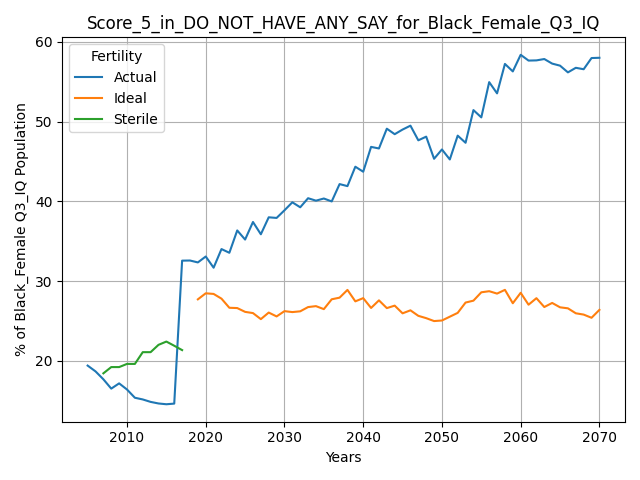 Score_5_in_DO_NOT_HAVE_ANY_SAY_for_Black_Female_Q3_IQ
Fertility
Actual
Ideal
Sterile
% of Black_Female Q3_IQ Population
60
50
40
30
20
2010 2020 2030 2040 2050 2060 2070
Years